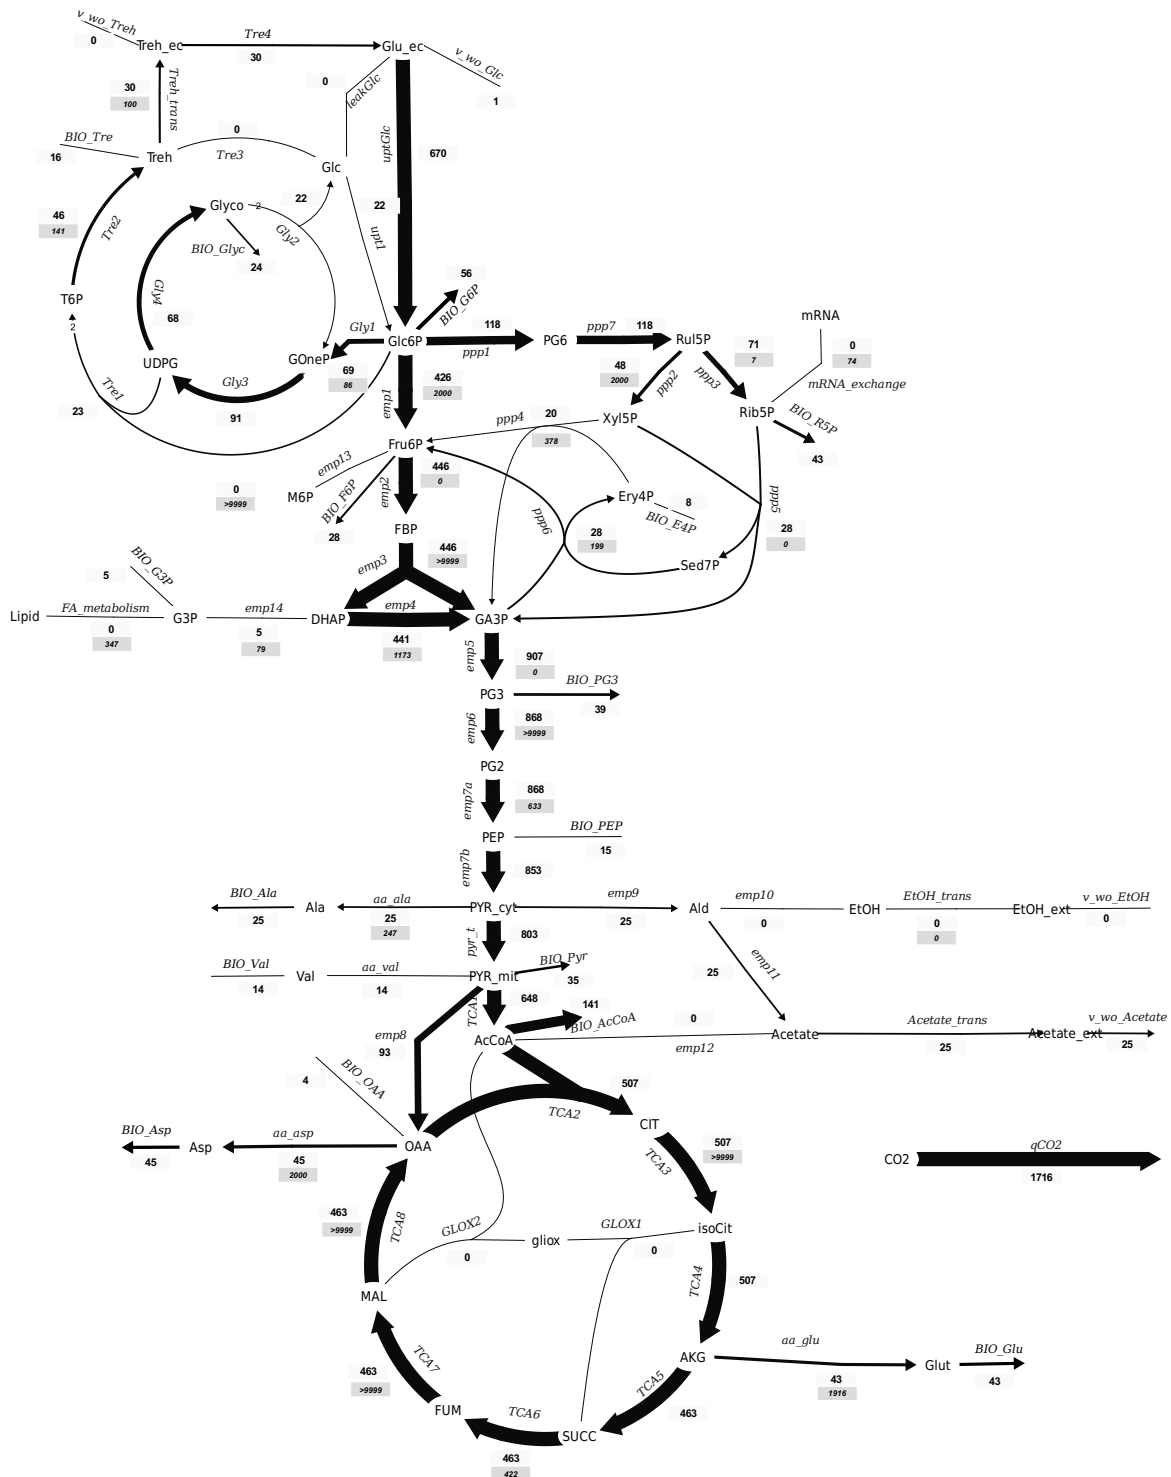 v_wo_Treh
0
Treh_ec
Tre4
30
Glu_ec
v_wo_Glc
1
0
leakGlc
30
100
Treh_trans
BIO_Tre
16
Treh
0
Tre3
Glc
uptGlc
670
46
141
Tre2
Glyco
2
22
Gly2
22
upt1
BIO_Glyc
24
T6P
2
Gly4
68
56
BIO_G6P
UDPG
GOneP
Gly1
69
86
Glc6P
118
ppp1
PG6
ppp7
118
Rul5P
mRNA
0
74
mRNA_exchange
71
7
ppp3
48
2000
ppp2
Tre1
23
Gly3
91
426
2000
emp1
Xyl5P
Rib5P
BIO_R5P
43
ppp4
20
378
Fru6P
emp13
M6P
0
>9999
BIO_F6P
28
emp2
446
0
Ery4P
8
BIO_E4P
ppp5
28
0
ppp6
28
199
Sed7P
FBP
446
>9999
emp3
BIO_G3P
5
Lipid
FA_metabolism
0
347
G3P
emp14
5
79
DHAP
emp4
441
1173
GA3P
emp5
907
0
PG3
BIO_PG3
39
emp6
868
>9999
PG2
emp7a
868
633
PEP
BIO_PEP
15
emp7b
853
BIO_Ala
25
Ala
aa_ala
25
247
PYR_cyt
emp9
25
Ald
emp10
0
EtOH
EtOH_trans
0
0
EtOH_ext
v_wo_EtOH
0
pyr_t
803
emp11
25
BIO_Val
14
Val
aa_val
14
PYR_mit
BIO_Pyr
35
TCA1
648
141
BIO_AcCoA
emp8
93
AcCoA
0
emp12
Acetate
Acetate_trans
25
Acetate_ext
v_wo_Acetate
25
4
BIO_OAA
507
TCA2
CIT
BIO_Asp
45
Asp
aa_asp
45
2000
OAA
TCA3
507
>9999
CO2
qCO2
1716
463
>9999
TCA8
GLOX2
0
gliox
GLOX1
0
isoCit
TCA4
507
MAL
AKG
aa_glu
43
1916
Glut
BIO_Glu
43
463
>9999
TCA7
TCA5
463
FUM
TCA6
463
422
SUCC